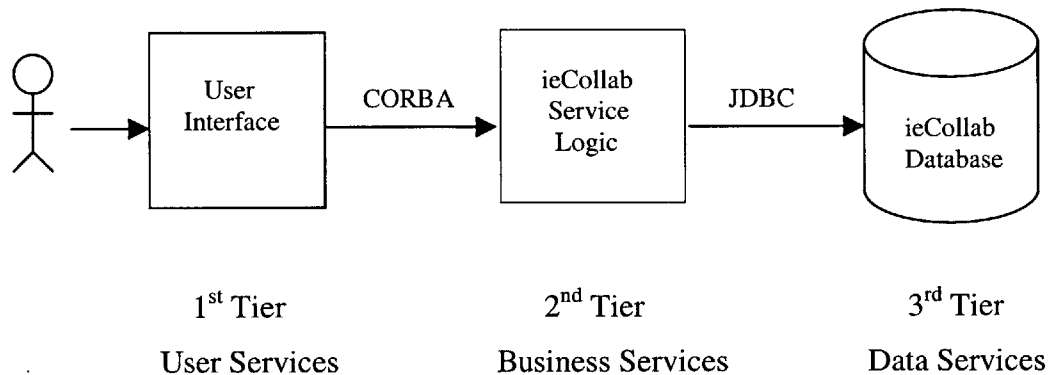 User
Interface
CORBA
ieCollab
Service
Logic
JDBC
ieCollab
Database
1st Tier
2nd Tier
3rd Tier
User Services
Business Services
Data Services